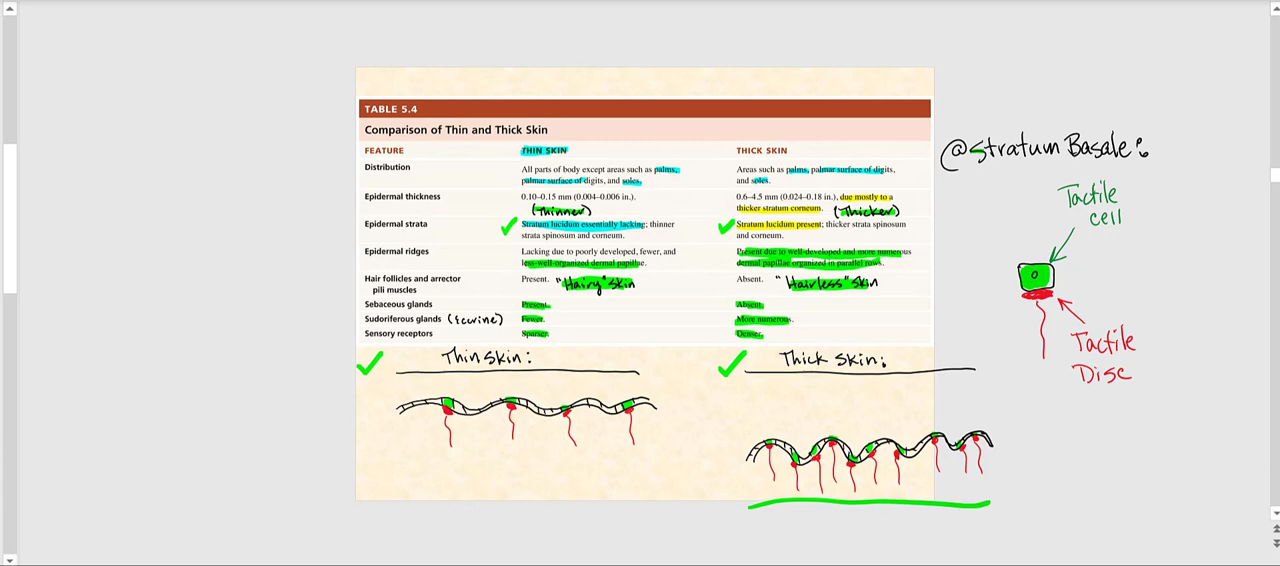 TABLE 5.4
Comparison of Thin and Thick Skin
FEATURE THIN SKIN THICK SKIN
Distribution All parts of body except areas such as palms, Areas such as palms, palmar surface of digits,
palmar surface of digits, and soles. and soles.
Epidermal thickness 0.10–0.15 mm (0.004–0.006 in.). 0.6–4.5 mm (0.024–0.18 in.), due mostly to a
(thinner) thicker stratum corneum. (Thicker)
Epidermal strata Stratum lucidum essentially lacking; thinner Stratum lucidum present; thicker strata spinosum
strata spinosum and corneum. and corneum.
Epidermal ridges Lacking due to poorly developed, fewer, and Present due to well-developed and more numerous
less-well-organized dermal papillae. dermal papillae organized in parallel rows.
Hair follicles and arrector Present. "Hairy" skin Absent. "Hairless" skin
pili muscles
Sebaceous glands Present. Absent.
Sudoriferous glands (Eccrine) Fewer. More numerous.
Sensory receptors Sparser. Denser.
Thin Skin: Thick Skin:
@Stratum Basale:
Tactile
cell
Tactile
Disc